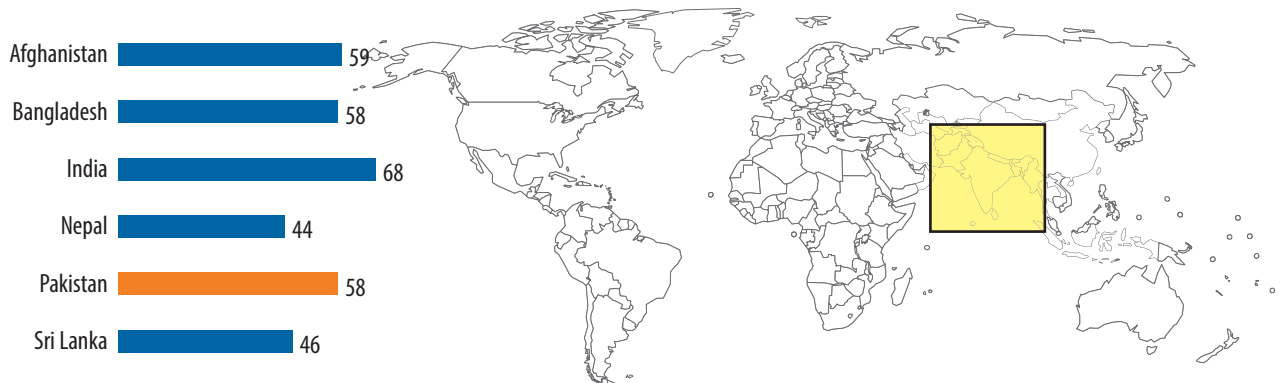 Afghanistan 59
Bangladesh 58
India 68
Nepal 44
Pakistan 58
Sri Lanka 46